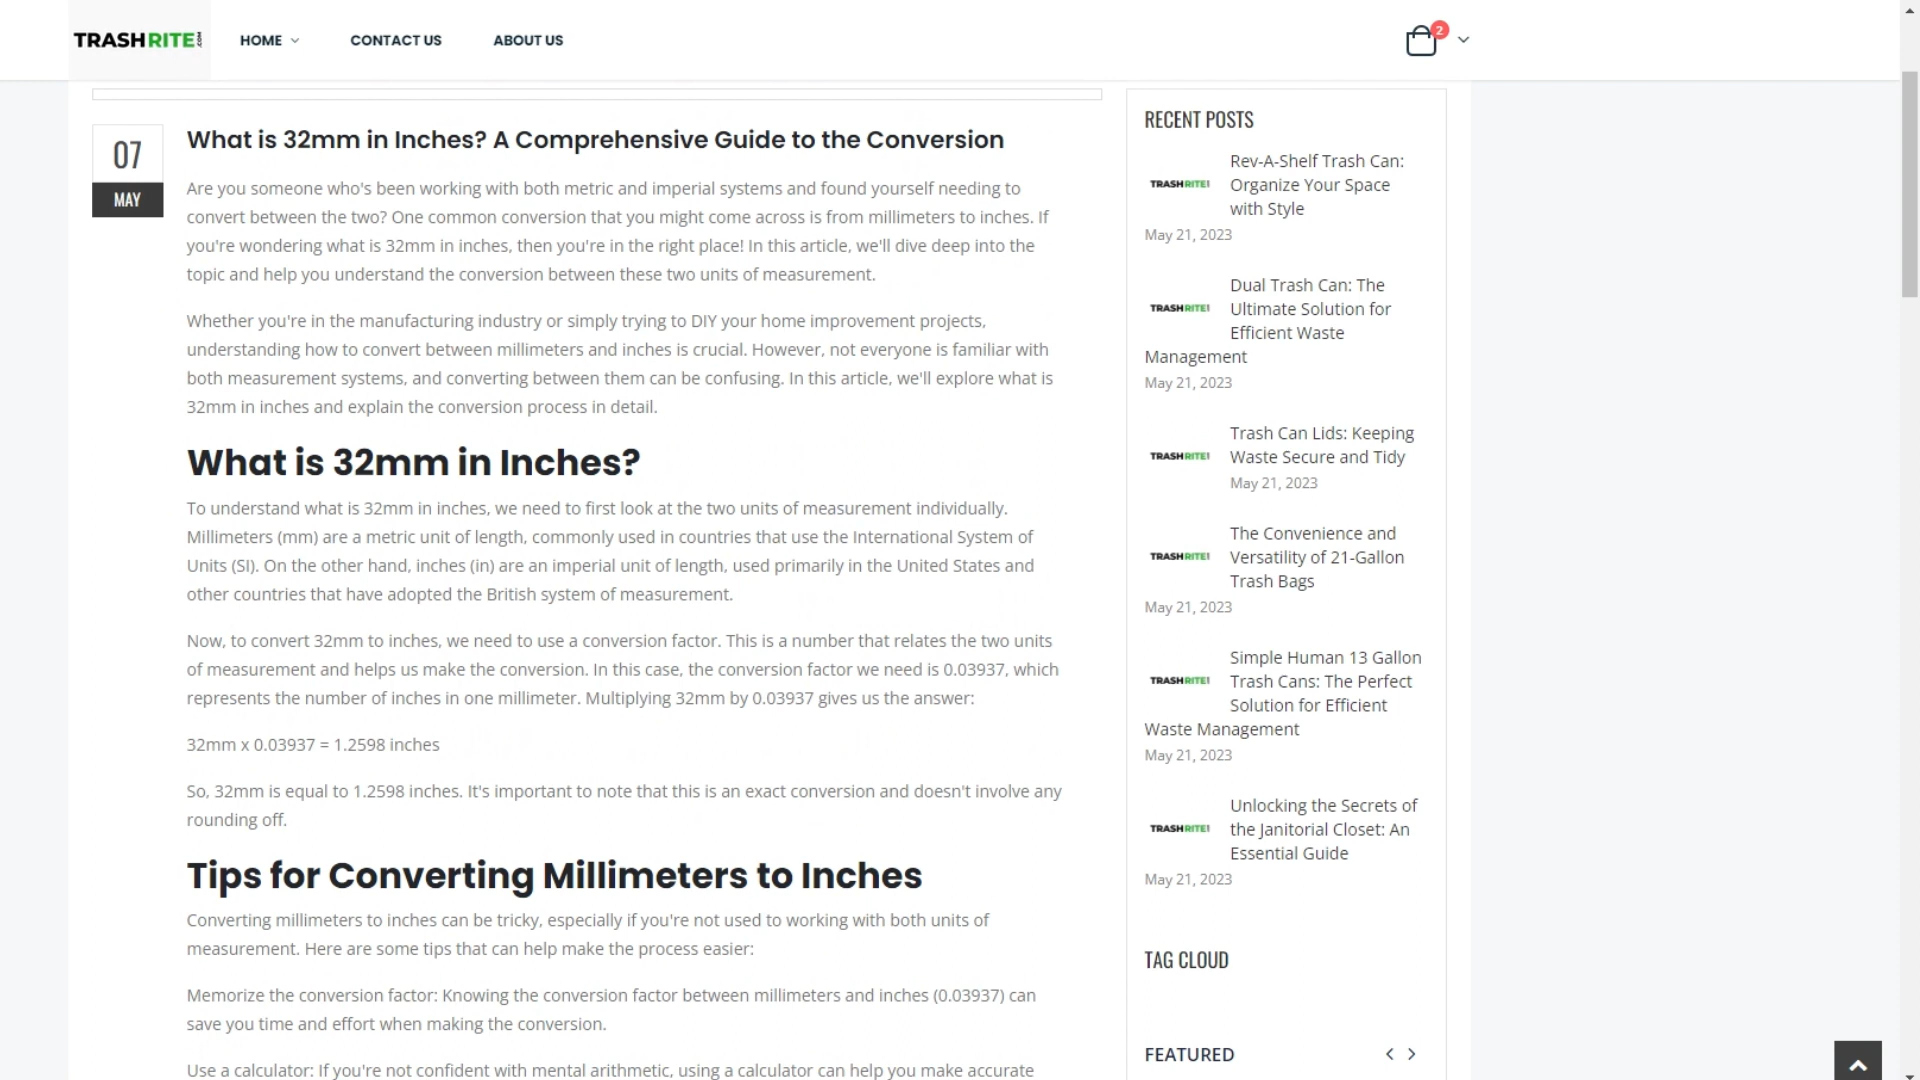 TRASHRITE!.COM
HOME
CONTACT US
ABOUT US
2
07
MAY
What is 32mm in Inches? A Comprehensive Guide to the Conversion
Are you someone who's been working with both metric and imperial systems and found yourself needing to
convert between the two? One common conversion that you might come across is from millimeters to inches. If
you're wondering what is 32mm in inches, then you're in the right place! In this article, we'll dive deep into the
topic and help you understand the conversion between these two units of measurement.
Whether you're in the manufacturing industry or simply trying to DIY your home improvement projects,
understanding how to convert between millimeters and inches is crucial. However, not everyone is familiar with
both measurement systems, and converting between them can be confusing. In this article, we'll explore what is
32mm in inches and explain the conversion process in detail.
What is 32mm in Inches?
To understand what is 32mm in inches, we need to first look at the two units of measurement individually.
Millimeters (mm) are a metric unit of length, commonly used in countries that use the International System of
Units (SI). On the other hand, inches (in) are an imperial unit of length, used primarily in the United States and
other countries that have adopted the British system of measurement.
Now, to convert 32mm to inches, we need to use a conversion factor. This is a number that relates the two units
of measurement and helps us make the conversion. In this case, the conversion factor we need is 0.03937, which
represents the number of inches in one millimeter. Multiplying 32mm by 0.03937 gives us the answer:
32mm x 0.03937 = 1.2598 inches
So, 32mm is equal to 1.2598 inches. It's important to note that this is an exact conversion and doesn't involve any
rounding off.
Tips for Converting Millimeters to Inches
Converting millimeters to inches can be tricky, especially if you're not used to working with both units of
measurement. Here are some tips that can help make the process easier:
Memorize the conversion factor: Knowing the conversion factor between millimeters and inches (0.03937) can
save you time and effort when making the conversion.
Use a calculator: If you're not confident with mental arithmetic, using a calculator can help you make accurate
RECENT POSTS
TRASHRITE!
Rev-A-Shelf Trash Can:
Organize Your Space
with Style
May 21, 2023
TRASHRITE!
Dual Trash Can: The
Ultimate Solution for
Efficient Waste
Management
May 21, 2023
TRASHRITE!
Trash Can Lids: Keeping
Waste Secure and Tidy
May 21, 2023
TRASHRITE!
The Convenience and
Versatility of 21-Gallon
Trash Bags
May 21, 2023
TRASHRITE!
Simple Human 13 Gallon
Trash Cans: The Perfect
Solution for Efficient
Waste Management
May 21, 2023
TRASHRITE!
Unlocking the Secrets of
the Janitorial Closet: An
Essential Guide
May 21, 2023
TAG CLOUD
FEATURED